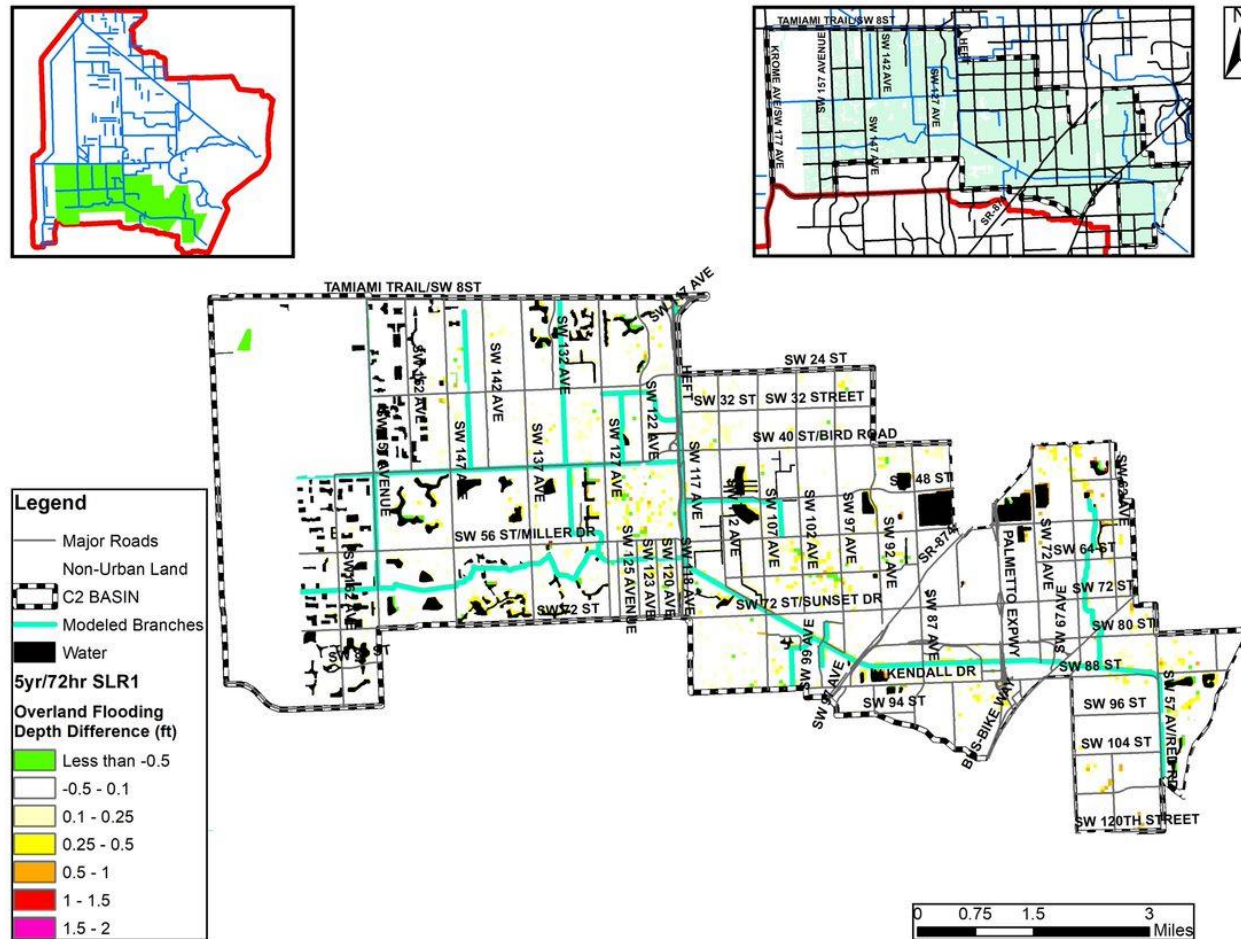 TAMIAMI TRAIL/SW 8ST
HEFT
KROME AVE/SW 177 AVE
SW 157 AVENUE
SW 142 AVE
SW 127 AVE
SW 147 AVE
SR-874
N
TAMIAMI TRAIL/SW 8ST
SW 132 AVE
SW 142 AVE
HEFT
SW 24 ST
SW 32 ST
SW 32 STREET
SW 122 AVE
SW 40 ST/BIRD ROAD
SW 147 AVE
SW 137 AVE
SW 127 AVE
SW 117 AVE
SW 107 AVE
SW 102 AVE
SW 97 AVE
SW 92 AVE
SW 56 ST/MILLER DR
SW 125 AVENUE
SW 123 AVE
SW 120 AVE
SW 118 AVE
SR-874
PALMETTO EXPWY
SW 72 AVE
SW 64 ST
SW 72 ST
SW 72 ST
SW 72 ST/SUNSET DR
SW 99 AVE
SW 87 AVE
SW 67 AVE
SW 80 ST
KENDALL DR
SW 88 ST
SW 94 ST
SW 96 ST
SW 57 AV/RED RD
SW 104 ST
SW 120TH STREET
Legend
Major Roads
Non-Urban Land
C2 BASIN
Modeled Branches
Water
5yr/72hr SLR1
Overland Flooding
Depth Difference (ft)
Less than -0.5
-0.5 - 0.1
0.1 - 0.25
0.25 - 0.5
0.5 - 1
1 - 1.5
1.5 - 2
0 0.75 1.5 3
Miles